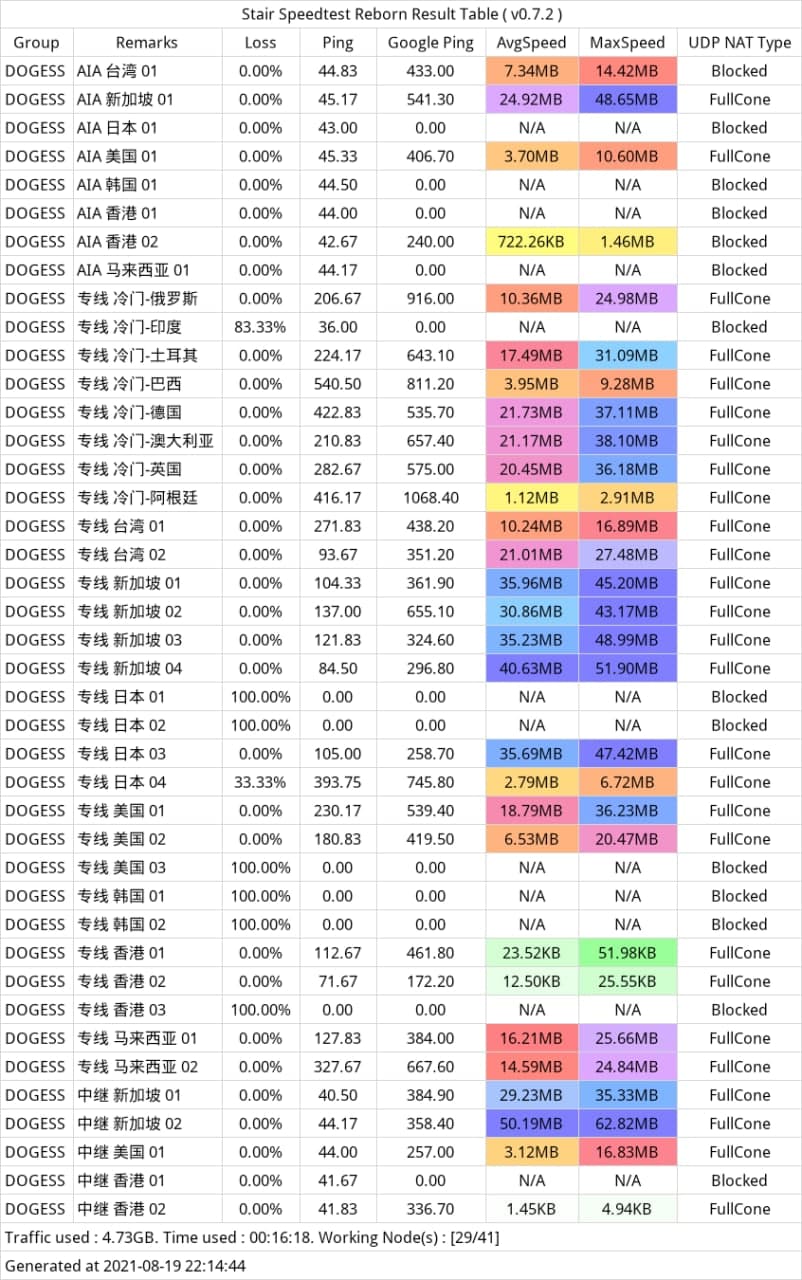 Stair Speedtest Reborn Result Table ( v0.7.2 )
Group Remarks Loss Ping Google Ping AvgSpeed MaxSpeed UDP NAT Type
DOGESS AIA 台湾 01 0.00% 44.83 433.00 7.34MB 14.42MB Blocked
DOGESS AIA 新加坡 01 0.00% 45.17 541.30 24.92MB 48.65MB FullCone
DOGESS AIA 日本 01 0.00% 43.00 0.00 N/A N/A Blocked
DOGESS AIA 美国 01 0.00% 45.33 406.70 3.70MB 10.60MB FullCone
DOGESS AIA 韩国 01 0.00% 44.50 0.00 N/A N/A Blocked
DOGESS AIA 香港 01 0.00% 44.00 0.00 N/A N/A Blocked
DOGESS AIA 香港 02 0.00% 42.67 240.00 722.26KB 1.46MB Blocked
DOGESS AIA 马来西亚 01 0.00% 44.17 0.00 N/A N/A Blocked
DOGESS 专线 冷门-俄罗斯 0.00% 206.67 916.00 10.36MB 24.98MB FullCone
DOGESS 专线 冷门-印度 83.33% 36.00 0.00 N/A N/A Blocked
DOGESS 专线 冷门-土耳其 0.00% 224.17 643.10 17.49MB 31.09MB FullCone
DOGESS 专线 冷门-巴西 0.00% 540.50 811.20 3.95MB 9.28MB FullCone
DOGESS 专线 冷门-德国 0.00% 422.83 535.70 21.73MB 37.11MB FullCone
DOGESS 专线 冷门-澳大利亚 0.00% 210.83 657.40 21.17MB 38.10MB FullCone
DOGESS 专线 冷门-英国 0.00% 282.67 575.00 20.45MB 36.18MB FullCone
DOGESS 专线 冷门-阿根廷 0.00% 416.17 1068.40 1.12MB 2.91MB FullCone
DOGESS 专线 台湾 01 0.00% 271.83 438.20 10.24MB 16.89MB FullCone
DOGESS 专线 台湾 02 0.00% 93.67 351.20 21.01MB 27.48MB FullCone
DOGESS 专线 新加坡 01 0.00% 104.33 361.90 35.96MB 45.20MB FullCone
DOGESS 专线 新加坡 02 0.00% 137.00 655.10 30.86MB 43.17MB FullCone
DOGESS 专线 新加坡 03 0.00% 121.83 324.60 35.23MB 48.99MB FullCone
DOGESS 专线 新加坡 04 0.00% 84.50 296.80 40.63MB 51.90MB FullCone
DOGESS 专线 日本 01 100.00% 0.00 0.00 N/A N/A Blocked
DOGESS 专线 日本 02 100.00% 0.00 0.00 N/A N/A Blocked
DOGESS 专线 日本 03 0.00% 105.00 258.70 35.69MB 47.42MB FullCone
DOGESS 专线 日本 04 33.33% 393.75 745.80 2.79MB 6.72MB FullCone
DOGESS 专线 美国 01 0.00% 230.17 539.40 18.79MB 36.23MB FullCone
DOGESS 专线 美国 02 0.00% 180.83 419.50 6.53MB 20.47MB FullCone
DOGESS 专线 美国 03 100.00% 0.00 0.00 N/A N/A Blocked
DOGESS 专线 韩国 01 100.00% 0.00 0.00 N/A N/A Blocked
DOGESS 专线 韩国 02 100.00% 0.00 0.00 N/A N/A Blocked
DOGESS 专线 香港 01 0.00% 112.67 461.80 23.52KB 51.98KB FullCone
DOGESS 专线 香港 02 0.00% 71.67 172.20 12.50KB 25.55KB FullCone
DOGESS 专线 香港 03 100.00% 0.00 0.00 N/A N/A Blocked
DOGESS 专线 马来西亚 01 0.00% 127.83 384.00 16.21MB 25.66MB FullCone
DOGESS 专线 马来西亚 02 0.00% 327.67 667.60 14.59MB 24.84MB FullCone
DOGESS 中继 新加坡 01 0.00% 40.50 384.90 29.23MB 35.33MB FullCone
DOGESS 中继 新加坡 02 0.00% 44.17 358.40 50.19MB 62.82MB FullCone
DOGESS 中继 美国 01 0.00% 44.00 257.00 3.12MB 16.83MB FullCone
DOGESS 中继 香港 01 0.00% 41.67 0.00 N/A N/A Blocked
DOGESS 中继 香港 02 0.00% 41.83 336.70 1.45KB 4.94KB FullCone
Traffic used : 4.73GB. Time used : 00:16:18. Working Node(s) : [29/41]
Generated at 2021-08-19 22:14:44